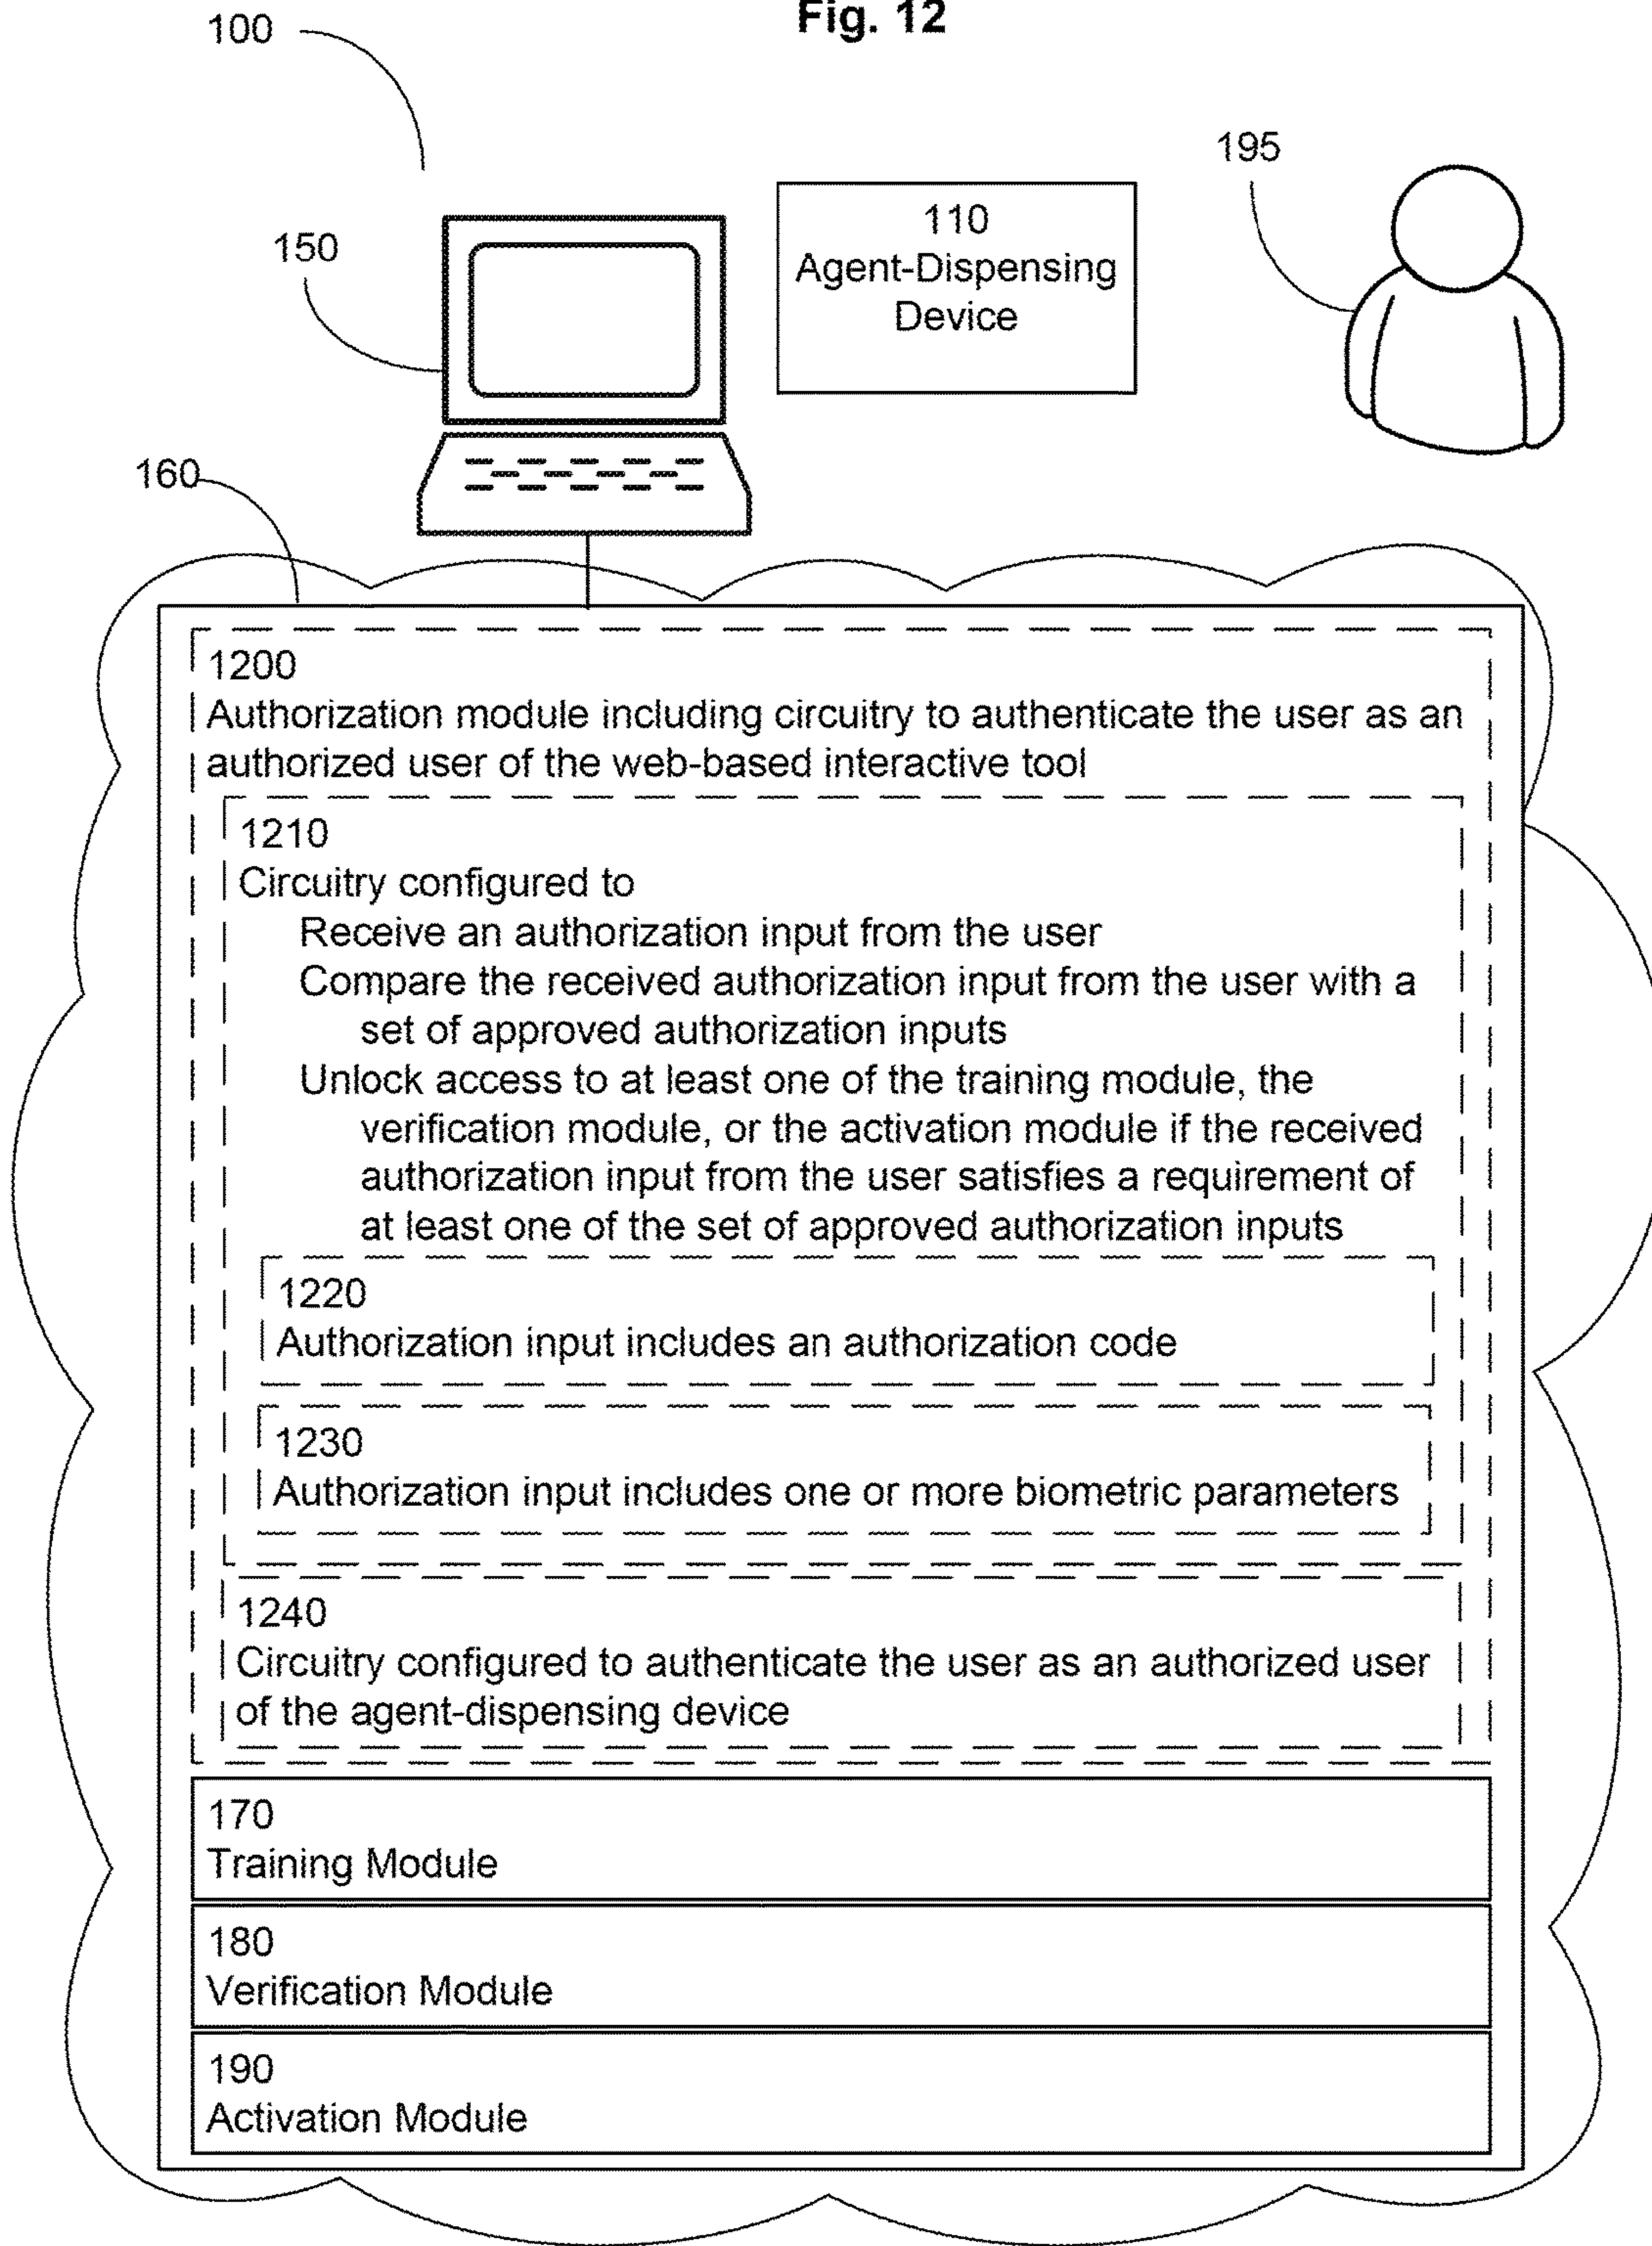 Fig. 12
100
195
110
Agent-Dispensing
Device
150
160
1200
Authorization module including circuitry to authenticate the user as an
authorized user of the web-based interactive tool
1210
Circuitry configured to
Receive an authorization input from the user
Compare the received authorization input from the user with a
set of approved authorization inputs
Unlock access to at least one of the training module, the
verification module, or the activation module if the received
authorization input from the user satisfies a requirement of
at least one of the set of approved authorization inputs
1220
Authorization input includes an authorization code
1230
Authorization input includes one or more biometric parameters
1240
Circuitry configured to authenticate the user as an authorized user
of the agent-dispensing device
170
Training Module
180
Verification Module
190
Activation Module